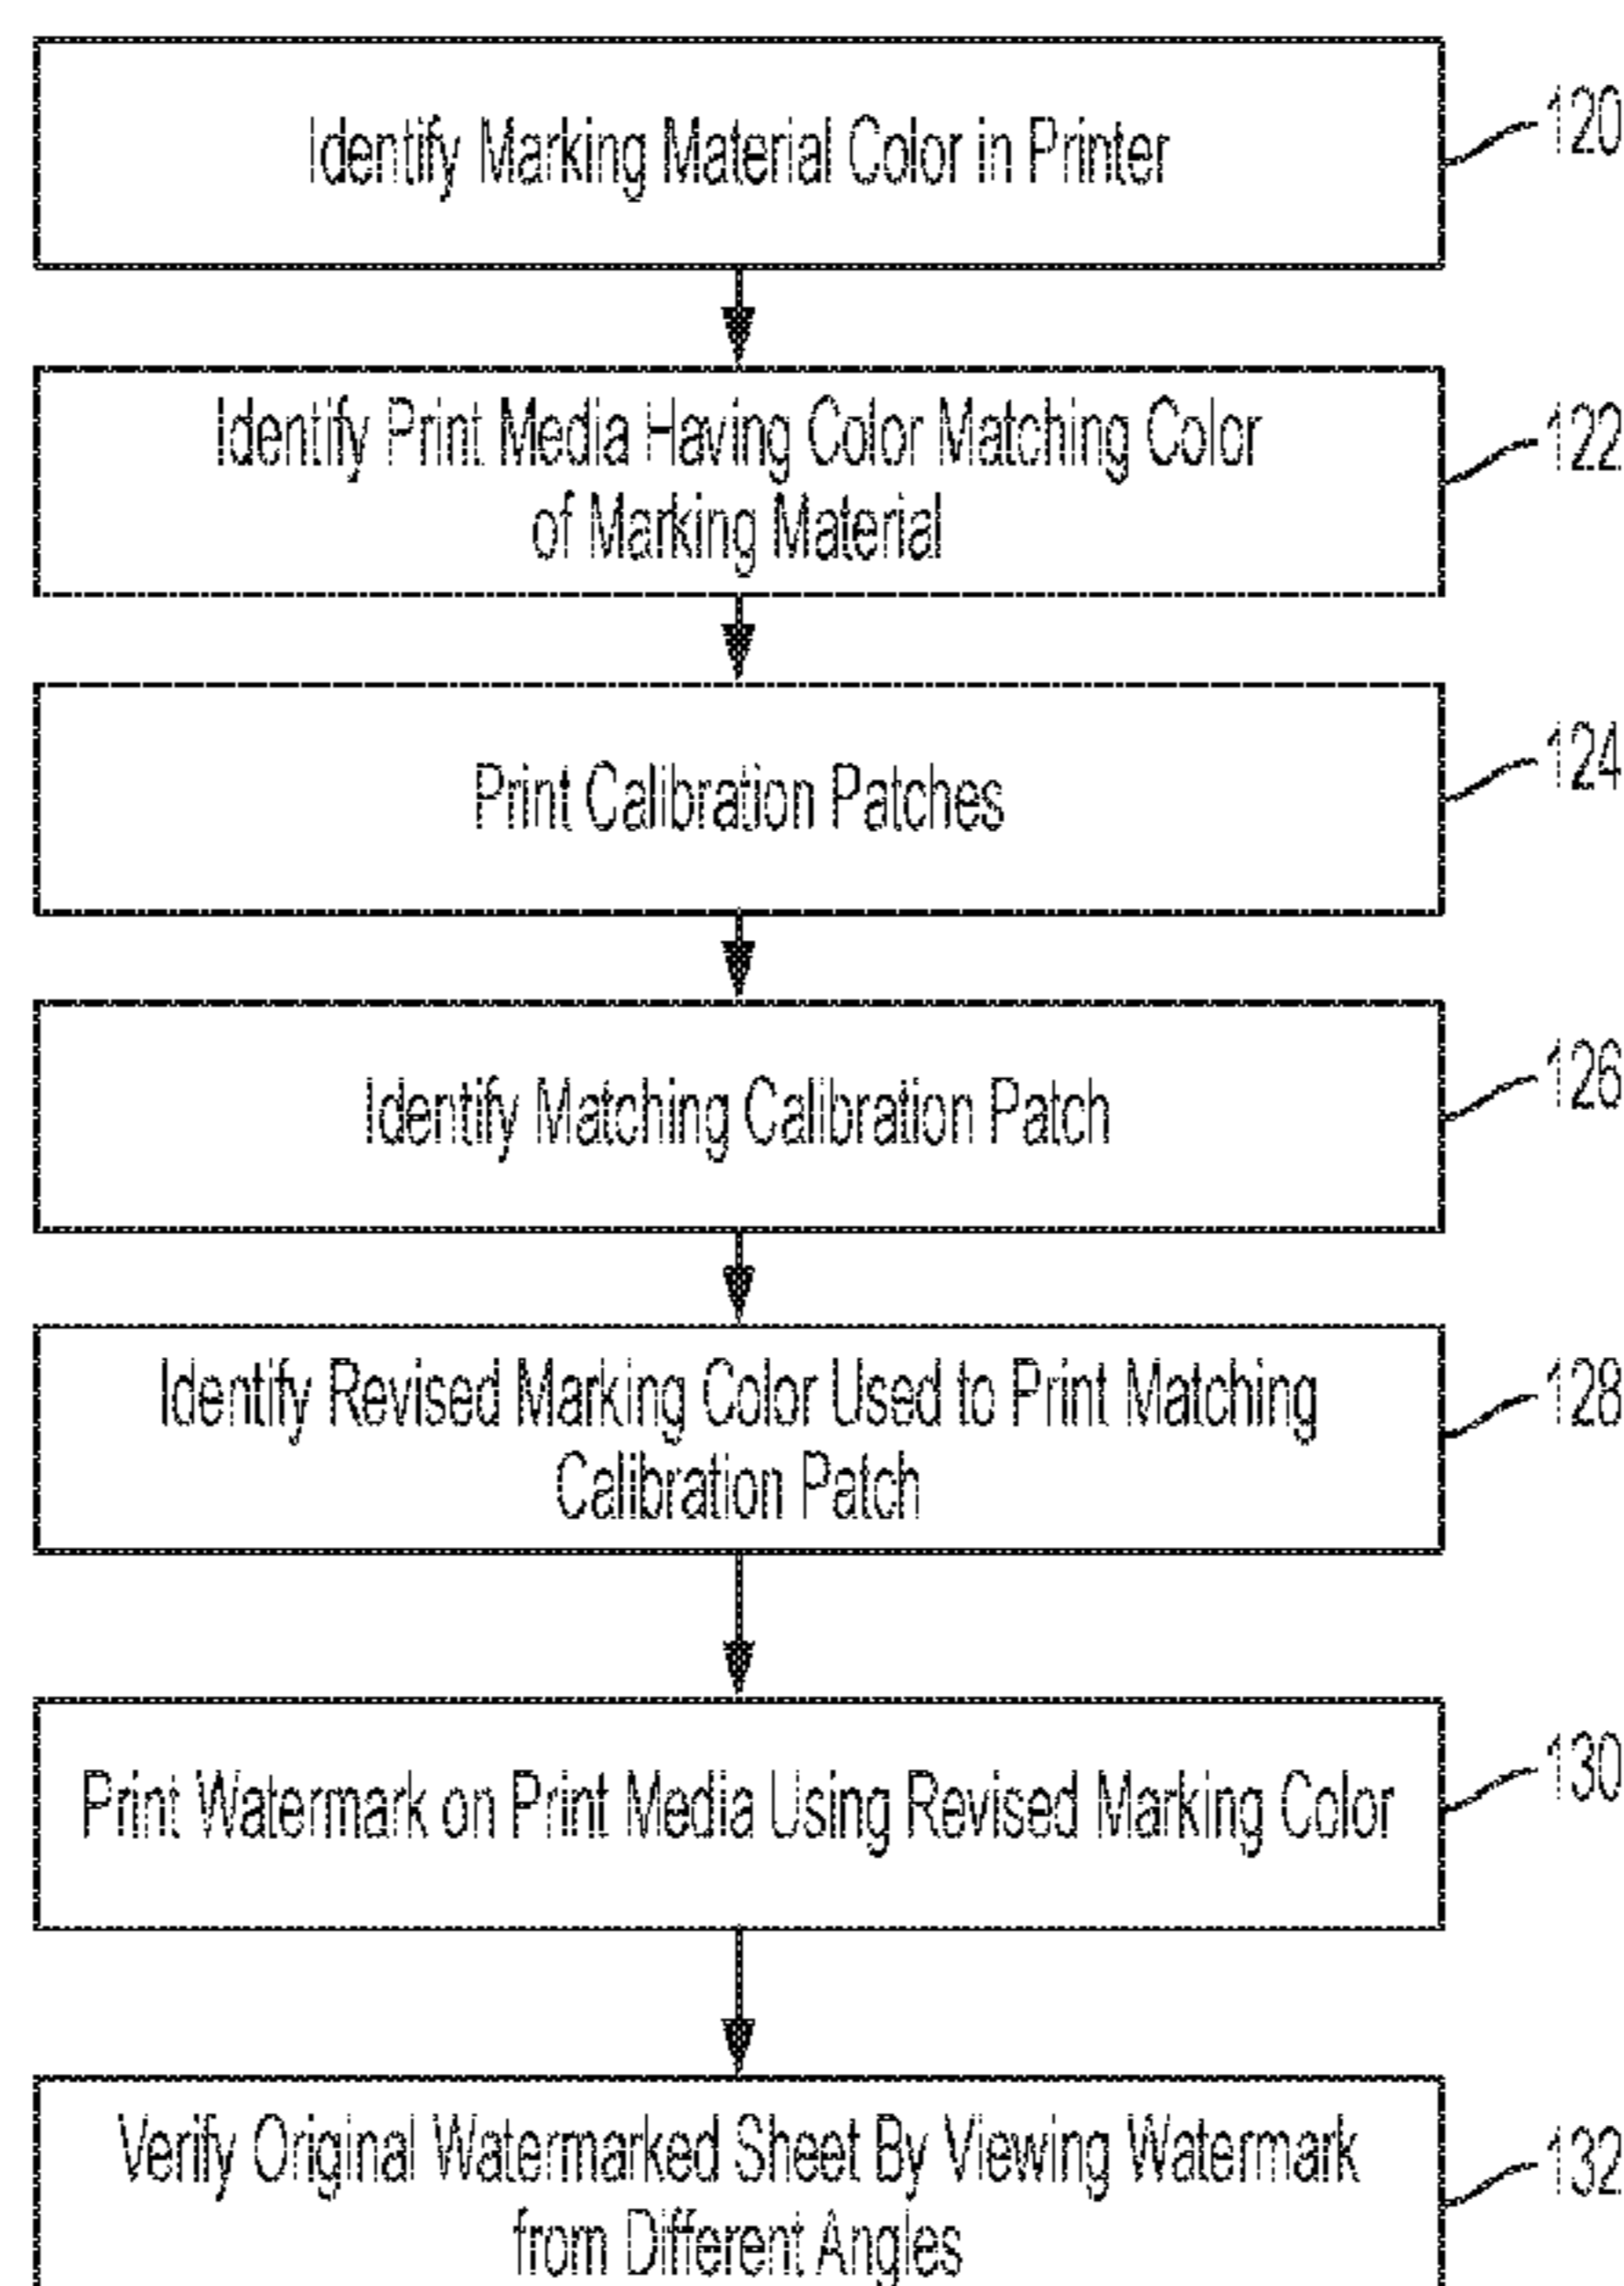 Identify Marking Material Color in Printer
120
Identify Print Media Having Color Matching Color
of Marking Material
122
Print Calibration Patches
124
Identify Matching Calibration Patch
126
Identify Revised Marking Color Used to Print Matching
Calibration Patch
128
Print Watermark on Print Media Using Revised Marking Color
130
Verify Original Watermarked Sheet By Viewing Watermark
from Different Angles
132